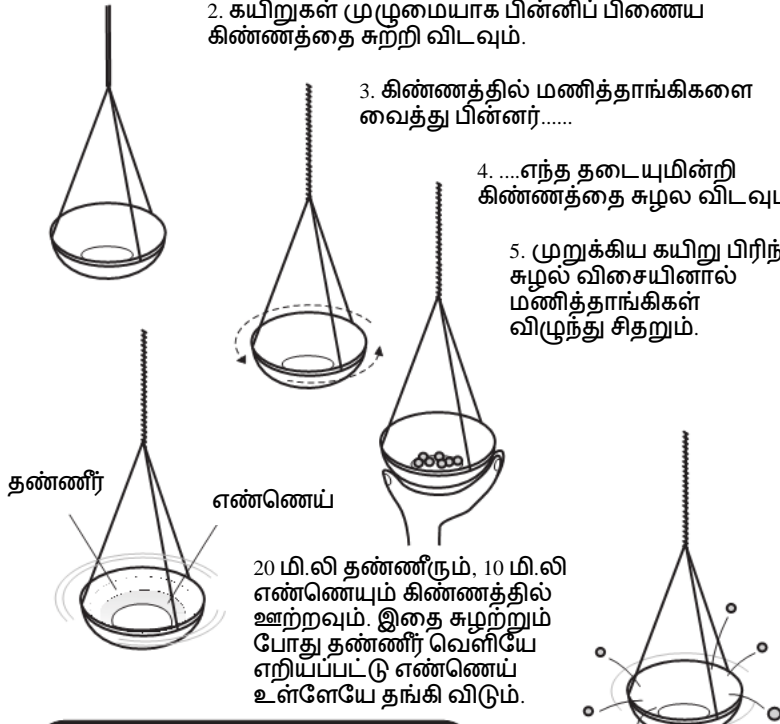 2. கயிறுகள் முழுமையாக பின்னிப் பிணைய
கிண்ணத்தை சுற்றி விடவும்.
3. கிண்ணத்தில் மணித்தாங்கிகளை
வைத்து பின்னர்......
4. ....எந்த தடையுமின்றி
கிண்ணத்தை சுழல
5. முறுக்கிய கயிறு
சுழல் விசையினால்
மணித்தாங்கிகள்
விழுந்து சிதறும்.
தண்ணீர்
எண்ணெய்
20 மி.லி தண்ணீரும், 10 மி.லி
எண்ணெயும் கிண்ணத்தில்
ஊற்றவும். இதை சுழற்றும்
போது தண்ணீர் வெளியே
எறியப்பட்டு எண்ணெய்
உள்ளேயே தங்கி விடும்.